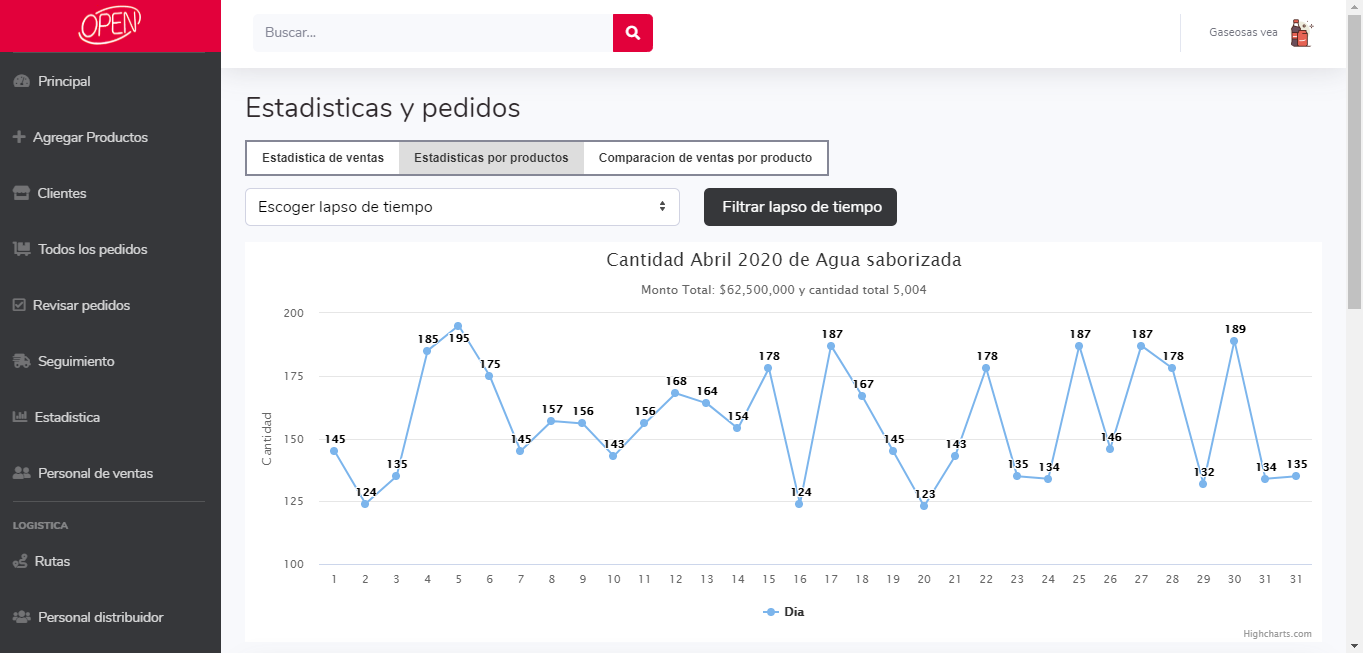 OPEN
Buscar...
Gaseosas vea
Principal
Agregar Productos
Clientes
Todos los pedidos
Revisar pedidos
Seguimiento
Estadistica
Personal de ventas
LOGISTICA
Rutas
Personal distribuidor
Estadisticas y pedidos
Estadistica de ventas Estadisticas por productos Comparacion de ventas por producto
Escoger lapso de tiempo Filtrar lapso de tiempo
Cantidad Abril 2020 de Agua saborizada
Monto Total: $62,500,000 y cantidad total 5,004
Cantidad
200
175
150
125
100
145 124 135 185 195 175 145 157 156 143 156 168 164 154 178 124 187 167 145 123 143 178 135 134 187 146 187 178 132 189 134 135
1 2 3 4 5 6 7 8 9 10 11 12 13 14 15 16 17 18 19 20 21 22 23 24 25 26 27 28 29 30 31 31
Dia
Highcharts.com